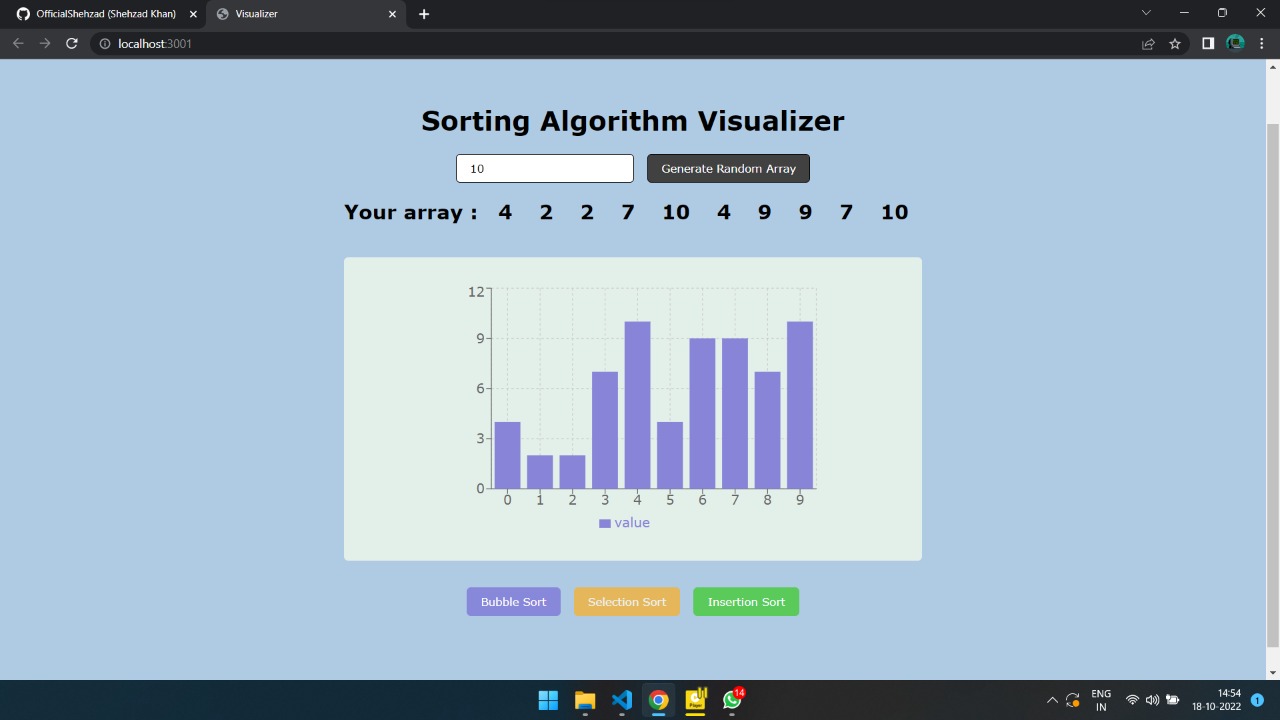 OfficialShehzad (Shehzad Khan)
Visualizer
localhost:3001
Sorting Algorithm Visualizer
10
Generate Random Array
Your array : 4 2 2 7 10 4 9 9 7 10
12
9
6
3
0
0 1 2 3 4 5 6 7 8 9
value
Bubble Sort Selection Sort Insertion Sort
14
ENG
IN
14:54
18-10-2022
1